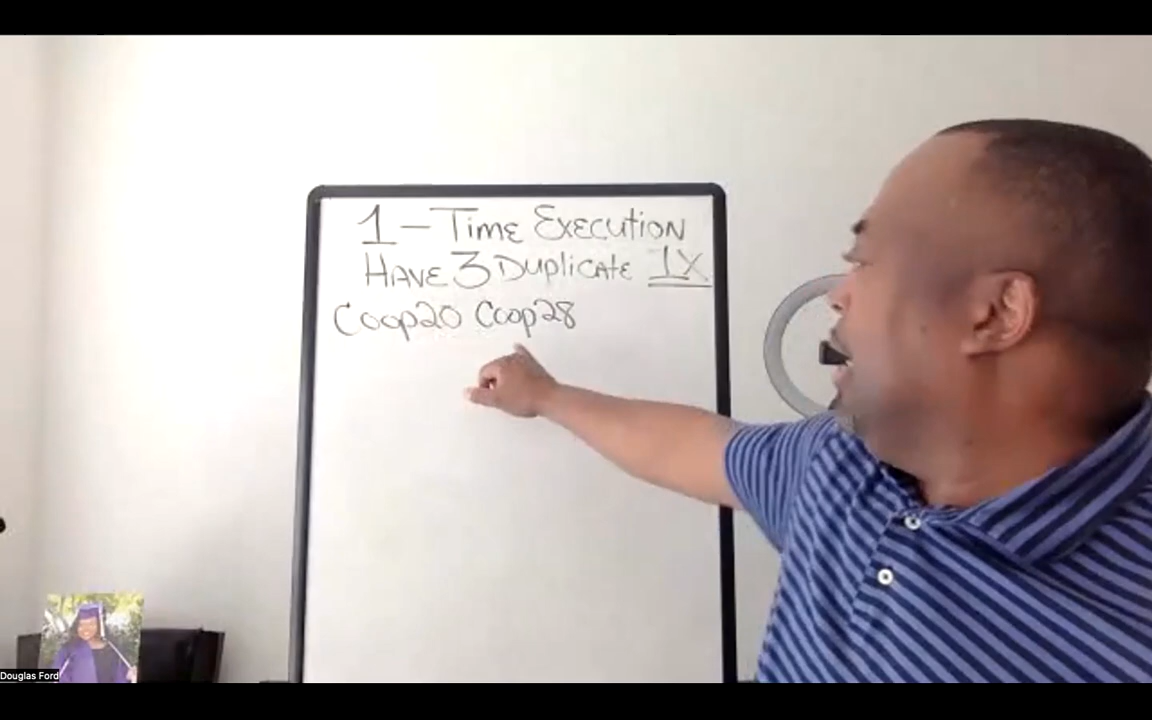 1 - Time Execution
Have 3 Duplicate 1X
Coop20 Coop28
Douglas Ford